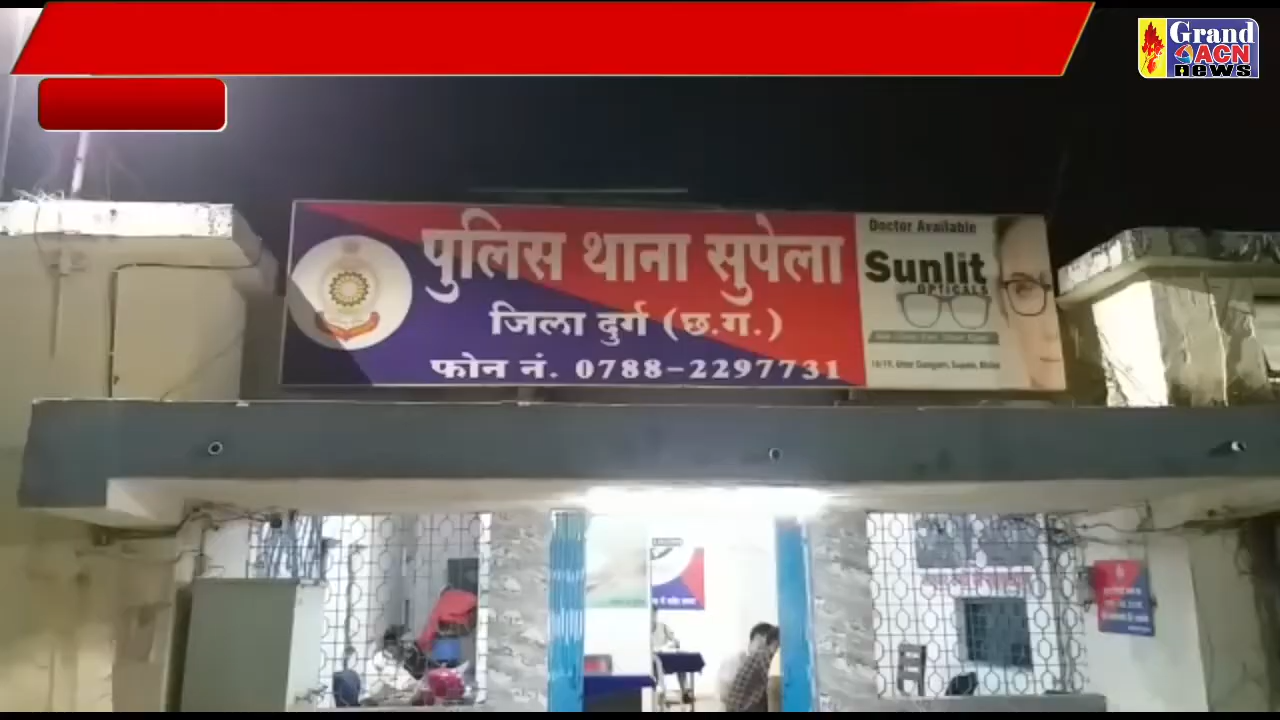 Grand
ACN
news
पुलिस थाना सुपेला
जिला दुर्ग (छ.ग.)
फोन नं. 0788-2297731
Doctor Available
Sunlit
OPTICALS